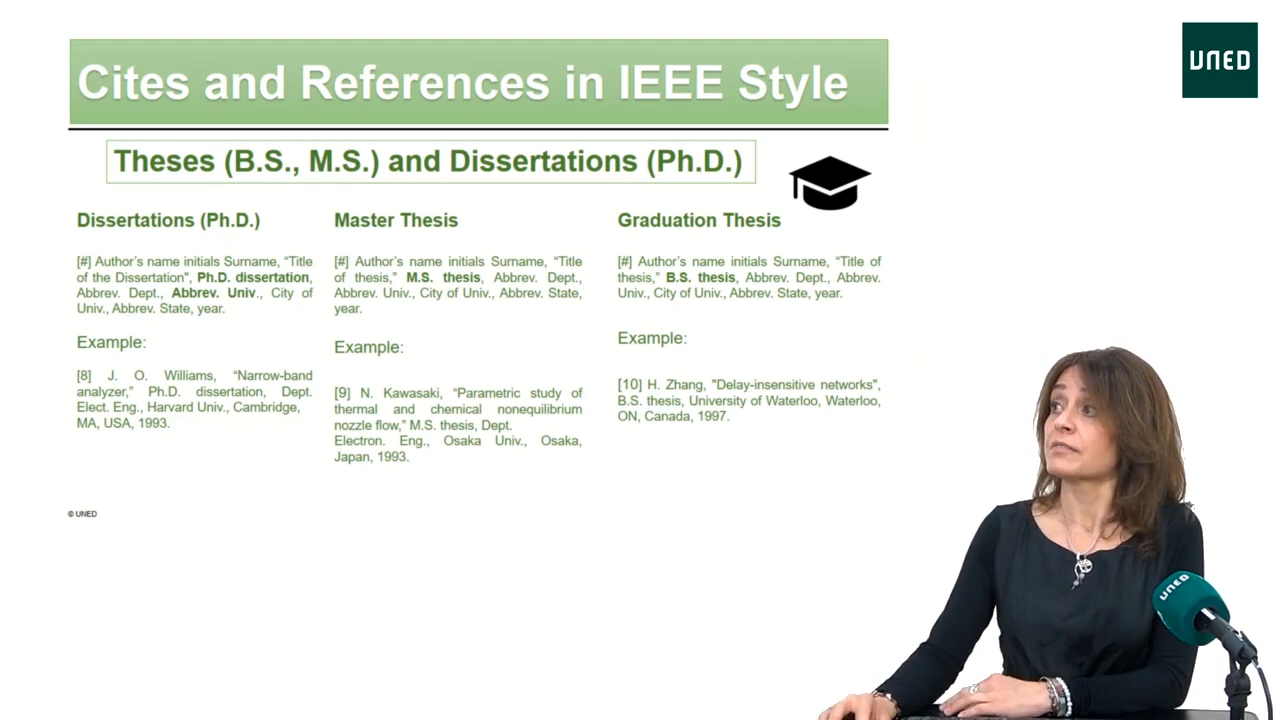 Cites and References in IEEE Style
UNED
Theses (B.S., M.S.) and Dissertations (Ph.D.)
Dissertations (Ph.D.)
[#] Author's name initials Surname, “Title
of the Dissertation", Ph.D. dissertation,
Abbrev. Dept., Abbrev. Univ., City of
Univ., Abbrev. State, year.
Example:
[8] J. O. Williams, “Narrow-band
analyzer,” Ph.D. dissertation, Dept.
Elect. Eng., Harvard Univ., Cambridge,
MA, USA, 1993.
Master Thesis
[#] Author's name initials Surname, “Title
of thesis,” M.S. thesis, Abbrev. Dept.,
Abbrev. Univ., City of Univ., Abbrev. State,
year.
Example:
[9] N. Kawasaki, “Parametric study of
thermal and chemical nonequilibrium
nozzle flow,” M.S. thesis, Dept.
Electron. Eng., Osaka Univ., Osaka,
Japan, 1993.
Graduation Thesis
[#] Author's name initials Surname, “Title of
thesis,” B.S. thesis, Abbrev. Dept., Abbrev.
Univ., City of Univ., Abbrev. State, year.
Example:
[10] H. Zhang, "Delay-insensitive networks",
B.S. thesis, University of Waterloo, Waterloo,
ON, Canada, 1997.
© UNED
UNED